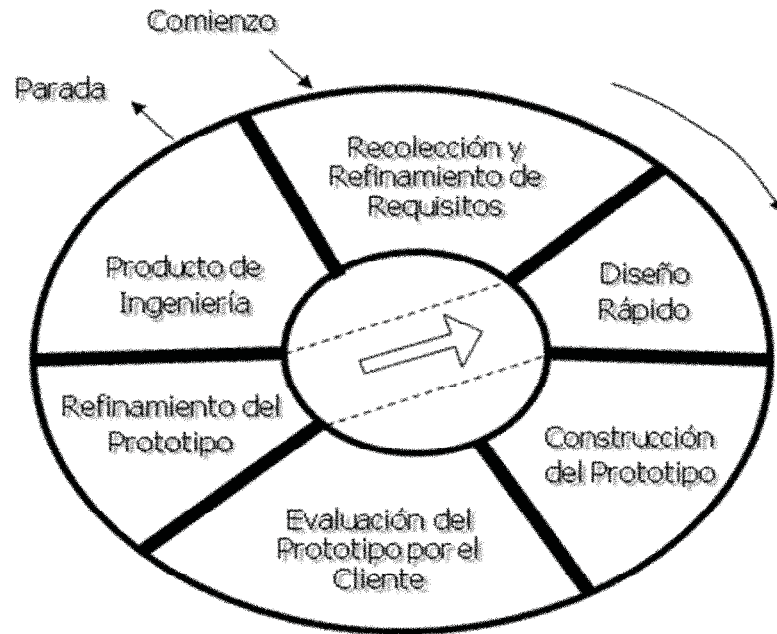 Comienzo
Parada
Recolección y
Refinamiento de
Requisitos
Diseño
Rápido
Construcción
del Prototipo
Evaluación del
Prototipo por el
Cliente
Refinamiento del
Prototipo
Producto de
Ingeniería